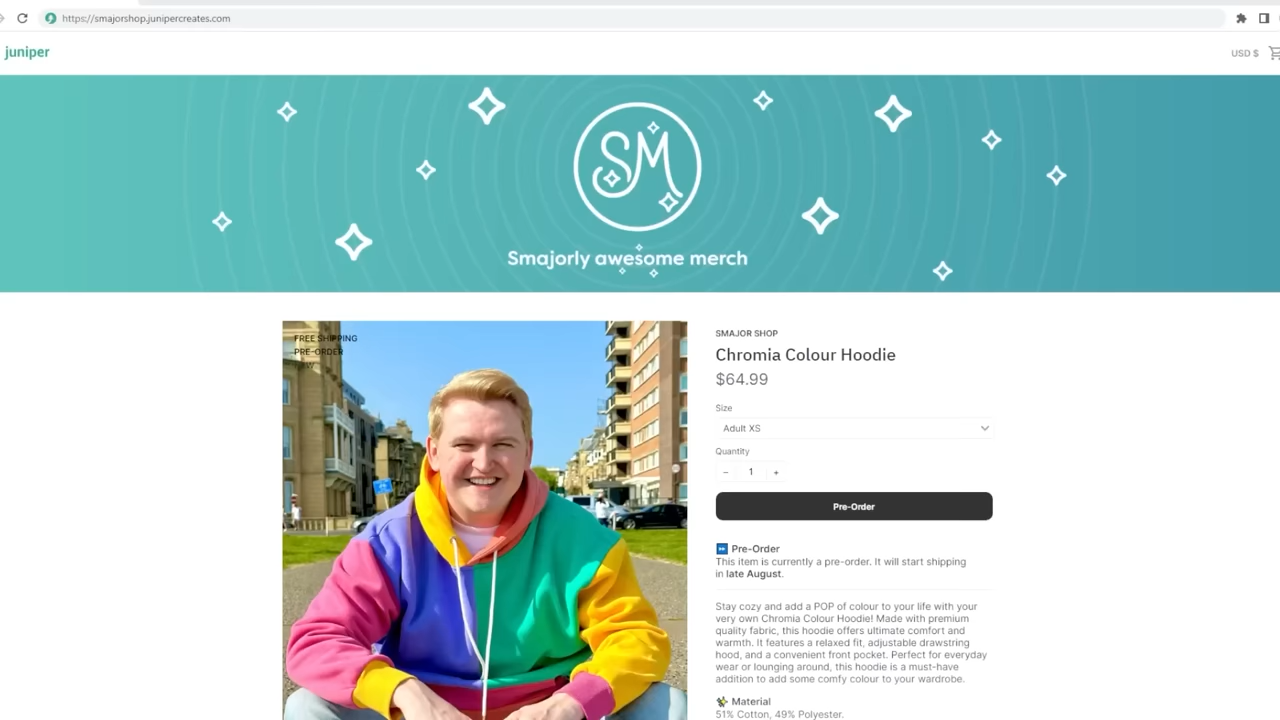 https://smajorshop.junipercreates.com
juniper
USD $
SM
Smajorly awesome merch
FREE SHIPPING
PRE-ORDER
SMAJOR SHOP
Chromia Colour Hoodie
$64.99
Size
Adult XS
Quantity
− 1 +
Pre-Order
Pre-Order
This item is currently a pre-order. It will start shipping
in late August.
Stay cozy and add a POP of colour to your life with your
very own Chromia Colour Hoodie! Made with premium
quality fabric, this hoodie offers ultimate comfort and
warmth. It features a relaxed fit, adjustable drawstring
hood, and a convenient front pocket. Perfect for everyday
wear or lounging around, this hoodie is a must-have
addition to add some comfy colour to your wardrobe.
Material
51% Cotton, 49% Polyester.